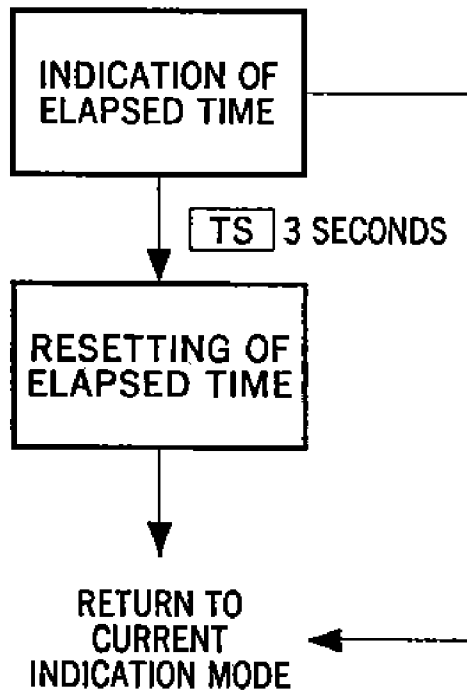 INDICATION OF
ELAPSED TIME
TS 3 SECONDS
RESETTING OF
ELAPSED TIME
RETURN TO
CURRENT
INDICATION MODE